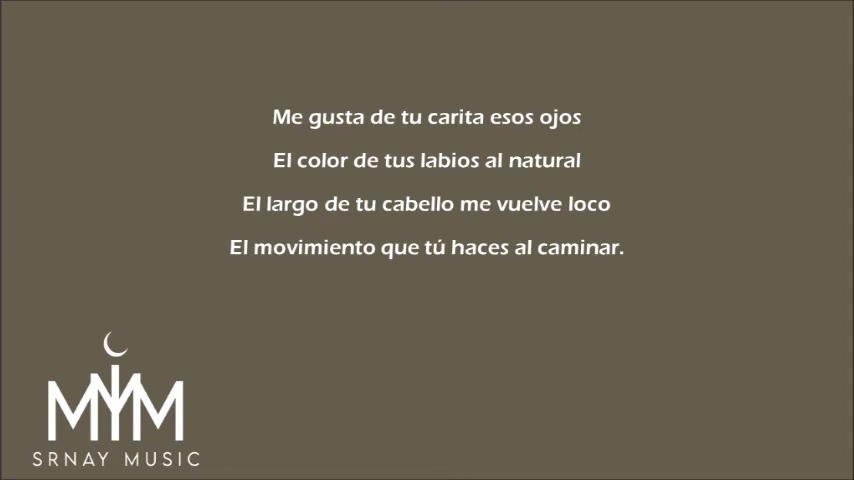 Me gusta de tu carita esos ojos
El color de tus labios al natural
El largo de tu cabello me vuelve loco
El movimiento que tú haces al caminar.
MYM
SRNAY MUSIC